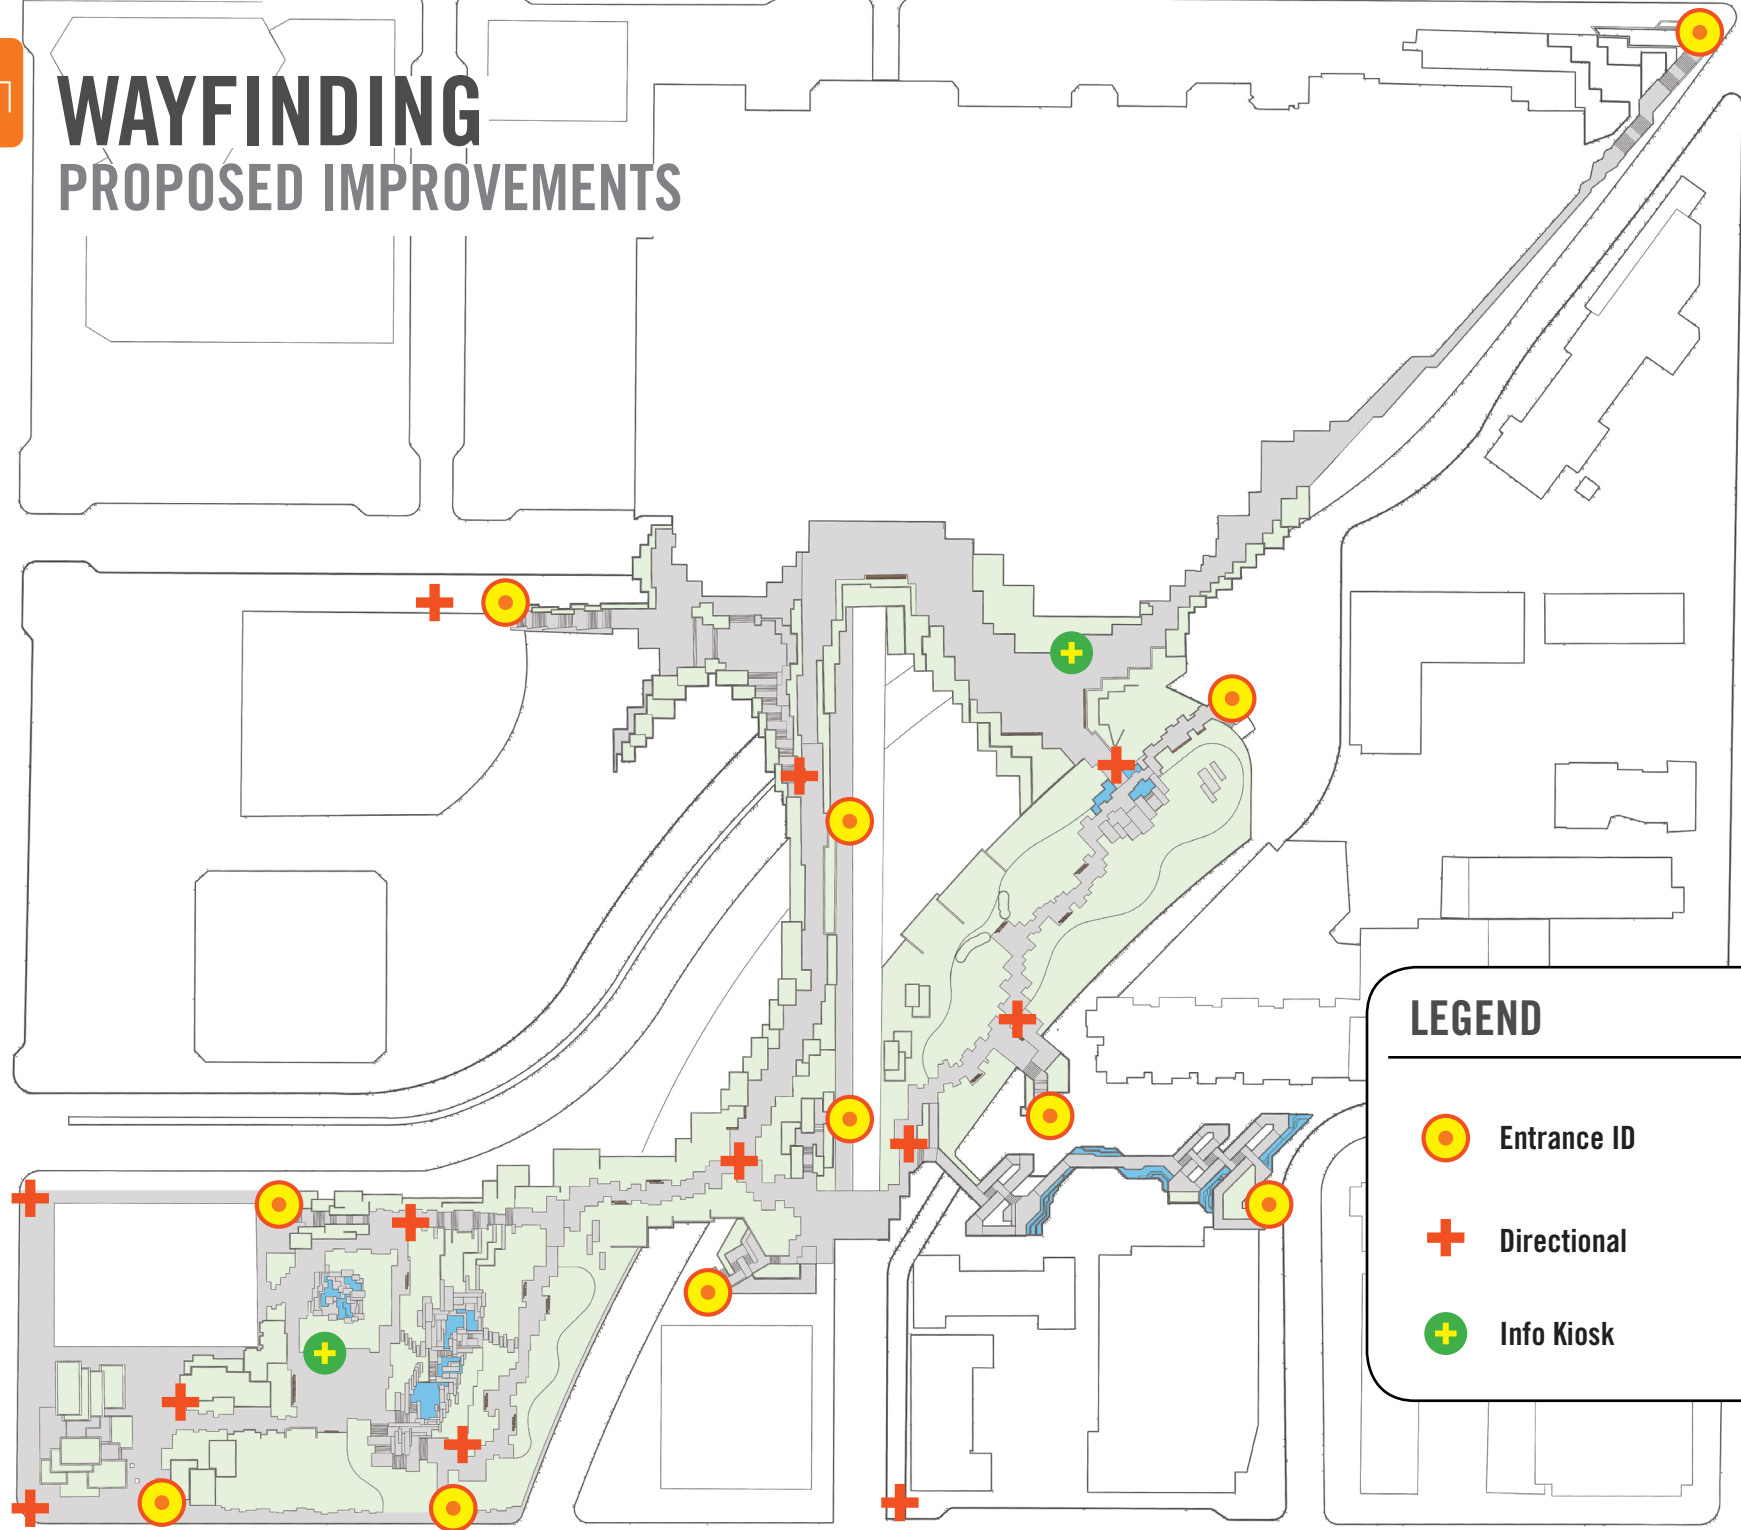 WAYFINDING
PROPOSED IMPROVEMENTS
LEGEND
Entrance ID
Directional
Info Kiosk